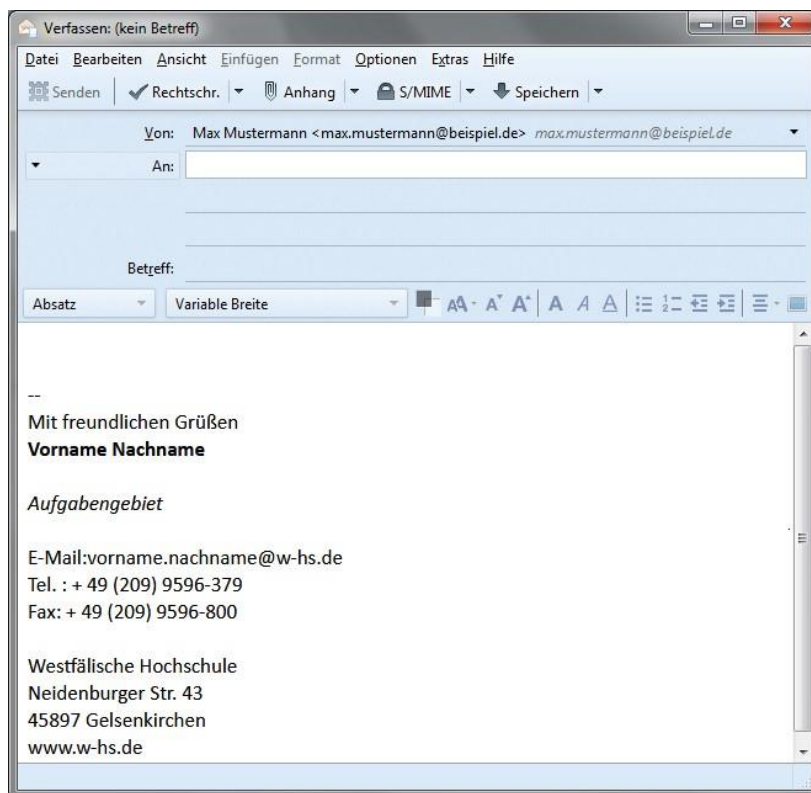 Verfassen: (kein Betreff)
Datei Bearbeiten Ansicht Einfügen Format Optionen Extras Hilfe
Senden Rechtschr. Anhang S/MIME Speichern
Von: Max Mustermann <max.mustermann@beispiel.de> max.mustermann@beispiel.de
An:
Betreff:
Absatz Variable Breite
--
Mit freundlichen Grüßen
Vorname Nachname
Aufgabengebiet
E-Mail:vorname.nachname@w-hs.de
Tel. : + 49 (209) 9596-379
Fax: + 49 (209) 9596-800
Westfälische Hochschule
Neidenburger Str. 43
45897 Gelsenkirchen
www.w-hs.de